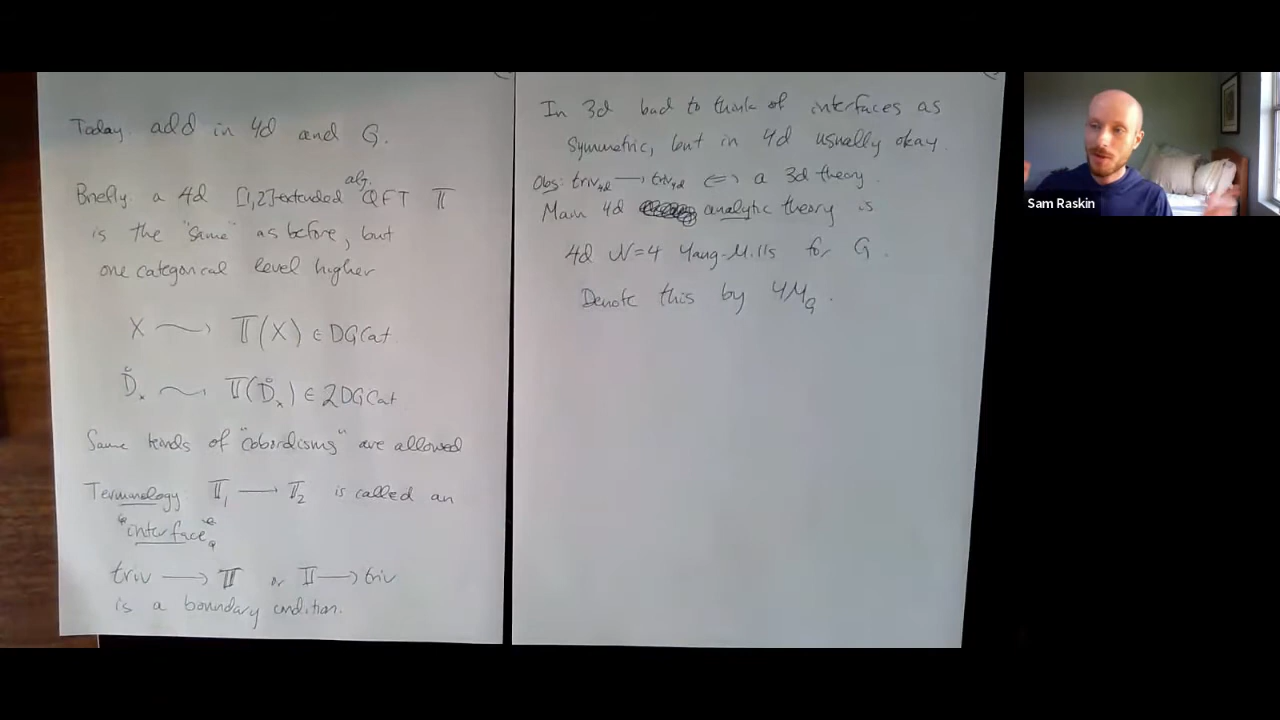 Today: add in 4d and G.
Briefly: a 4d [1,2]-extended alg. QFT 𝕋
is the "same" as before, but
one categorical level higher
X ⟿ 𝕋(X) ∈ DGCat
D̊ₓ ⟿ 𝕋(D̊ₓ) ∈ 2DGCat
Same kinds of "cobordisms" are allowed
Terminology: 𝕋₁ ⟶ 𝕋₂ is called an
"interface"
triv ⟶ 𝕋 or 𝕋 ⟶ triv
is a boundary condition.
In 3d bad to think of interfaces as
symmetric, but in 4d usually okay.
Obs: triv₄d ⟶ triv₄d ⟺ a 3d theory.
Main 4d analytic theory is
4d N=4 Yang-Mills for G.
Denote this by YM_G.
Sam Raskin